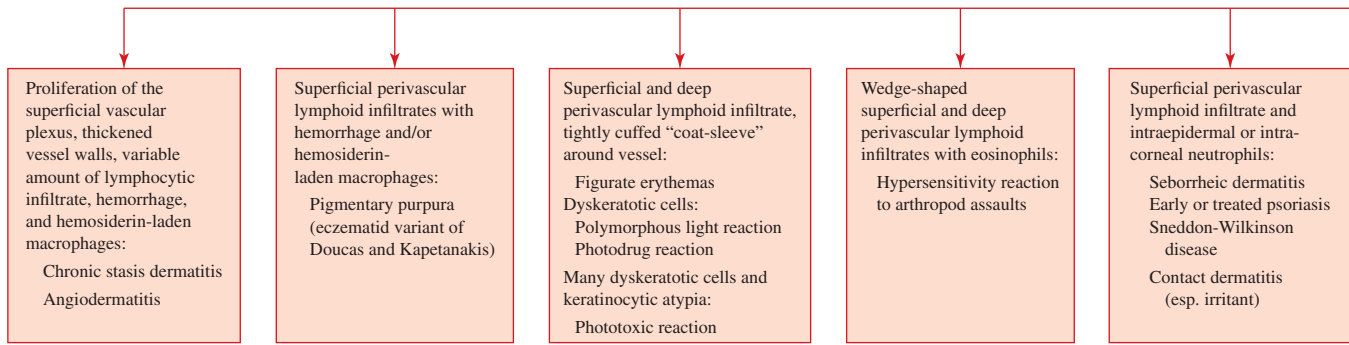 Proliferation of the
superficial vascular
plexus, thickened
vessel walls, variable
amount of lymphocytic
infiltrate, hemorrhage,
and hemosiderin-laden
macrophages:
Chronic stasis dermatitis
Angiodermatitis
Superficial perivascular
lymphoid infiltrates with
hemorrhage and/or
hemosiderin-
laden macrophages:
Pigmentary purpura
(eczematid variant of
Doucas and Kapetanakis)
Superficial and deep
perivascular lymphoid infiltrate,
tightly cuffed “coat-sleeve”
around vessel:
Figurate erythemas
Dyskeratotic cells:
Polymorphous light reaction
Photodrug reaction
Many dyskeratotic cells and
keratinocytic atypia:
Phototoxic reaction
Wedge-shaped
superficial and deep
perivascular lymphoid
infiltrates with eosinophils:
Hypersensitivity reaction
to arthropod assaults
Superficial perivascular
lymphoid infiltrate and
intraepidermal or intra-
corneal neutrophils:
Seborrheic dermatitis
Early or treated psoriasis
Sneddon-Wilkinson
disease
Contact dermatitis
(esp. irritant)